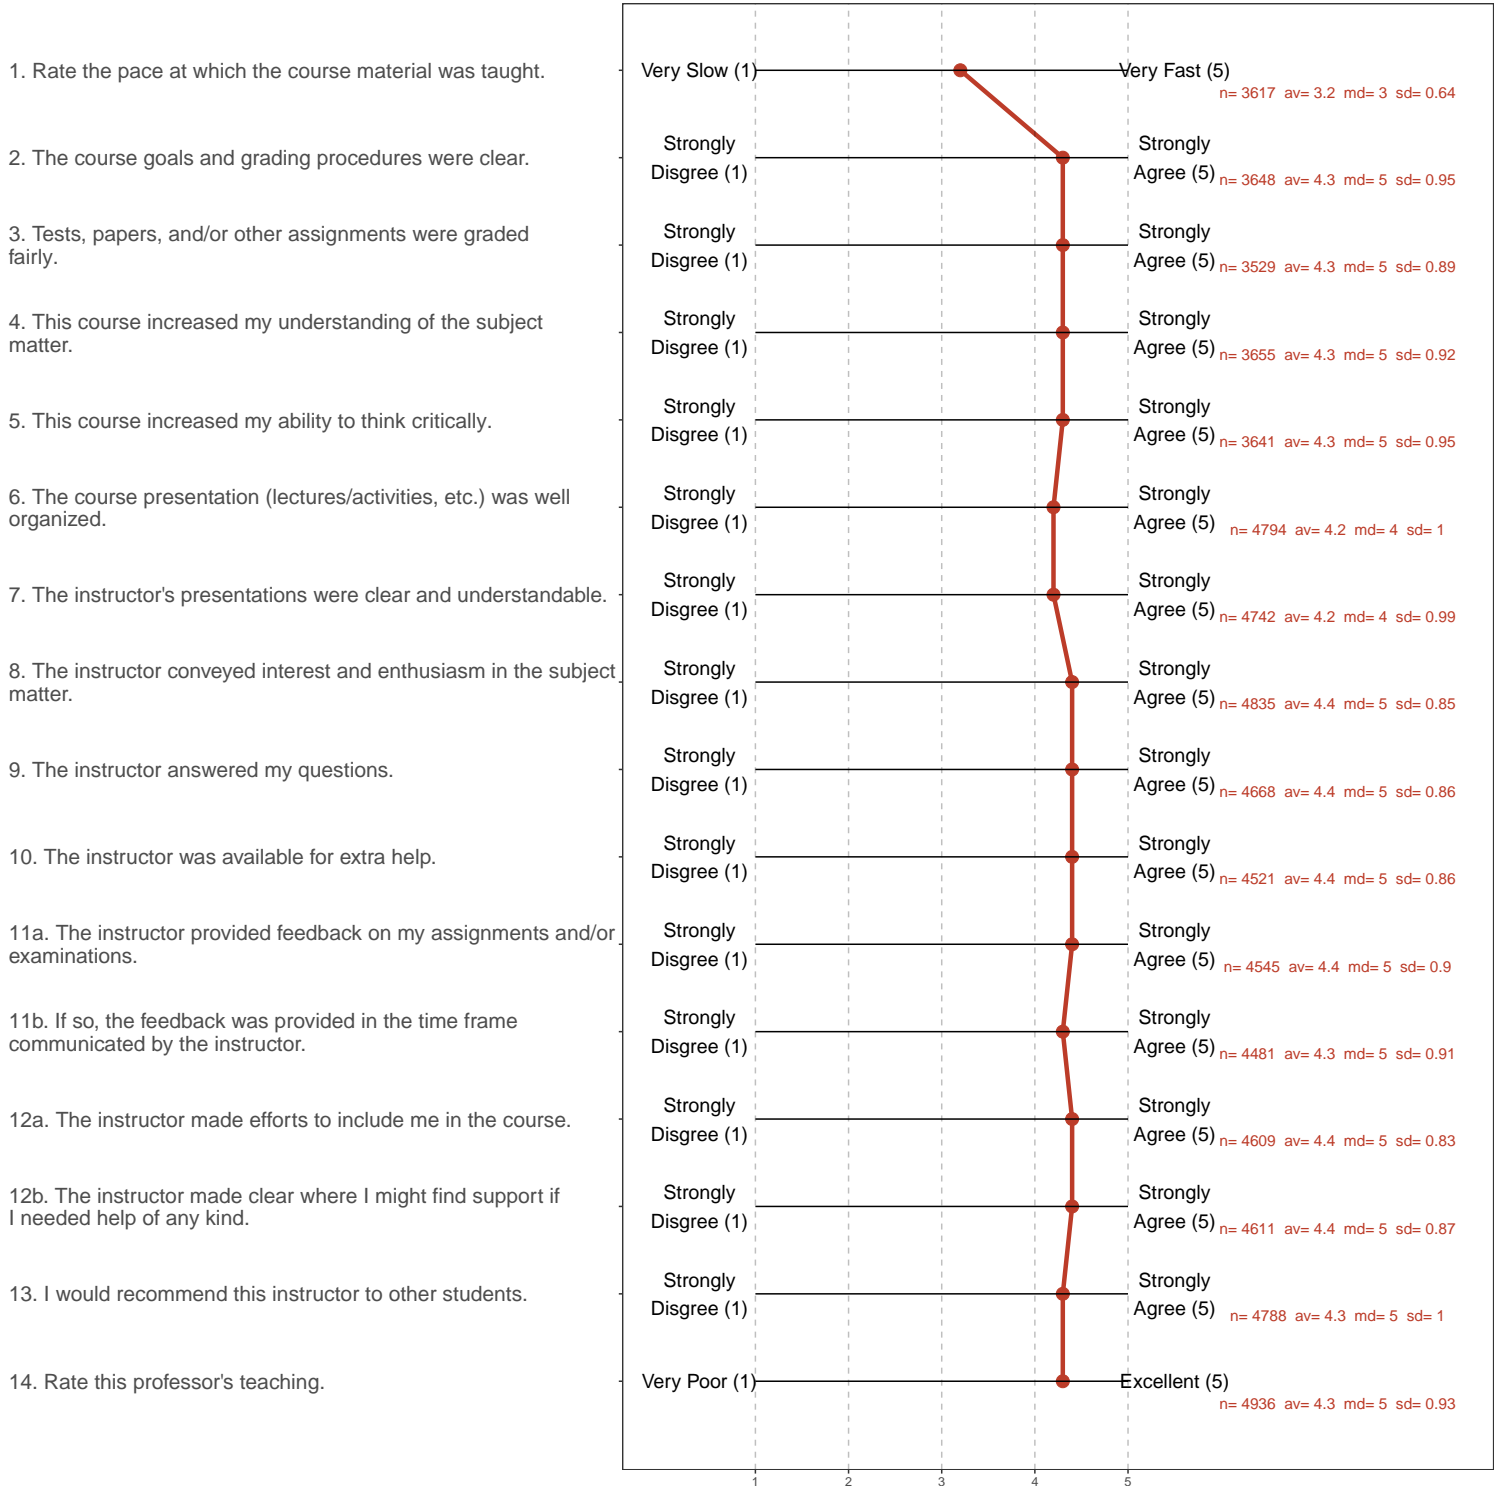 1. Rate the pace at which the course material was taught.
Very Slow (1)
Very Fast (5)
n= 3617 av= 3.2 md= 3 sd= 0.64
2. The course goals and grading procedures were clear.
Strongly
Disgree (1)
Strongly
Agree (5)
n= 3648 av= 4.3 md= 5 sd= 0.95
3. Tests, papers, and/or other assignments were graded
fairly.
Strongly
Disgree (1)
Strongly
Agree (5)
n= 3529 av= 4.3 md= 5 sd= 0.89
4. This course increased my understanding of the subject
matter.
Strongly
Disgree (1)
Strongly
Agree (5)
n= 3655 av= 4.3 md= 5 sd= 0.92
5. This course increased my ability to think critically.
Strongly
Disgree (1)
Strongly
Agree (5)
n= 3641 av= 4.3 md= 5 sd= 0.95
6. The course presentation (lectures/activities, etc.) was well
organized.
Strongly
Disgree (1)
Strongly
Agree (5)
n= 4794 av= 4.2 md= 4 sd= 1
7. The instructor's presentations were clear and understandable.
Strongly
Disgree (1)
Strongly
Agree (5)
n= 4742 av= 4.2 md= 4 sd= 0.99
8. The instructor conveyed interest and enthusiasm in the subject
matter.
Strongly
Disgree (1)
Strongly
Agree (5)
n= 4835 av= 4.4 md= 5 sd= 0.85
9. The instructor answered my questions.
Strongly
Disgree (1)
Strongly
Agree (5)
n= 4668 av= 4.4 md= 5 sd= 0.86
10. The instructor was available for extra help.
Strongly
Disgree (1)
Strongly
Agree (5)
n= 4521 av= 4.4 md= 5 sd= 0.86
11a. The instructor provided feedback on my assignments and/or
examinations.
Strongly
Disgree (1)
Strongly
Agree (5)
n= 4545 av= 4.4 md= 5 sd= 0.9
11b. If so, the feedback was provided in the time frame
communicated by the instructor.
Strongly
Disgree (1)
Strongly
Agree (5)
n= 4481 av= 4.3 md= 5 sd= 0.91
12a. The instructor made efforts to include me in the course.
Strongly
Disgree (1)
Strongly
Agree (5)
n= 4609 av= 4.4 md= 5 sd= 0.83
12b. The instructor made clear where I might find support if
I needed help of any kind.
Strongly
Disgree (1)
Strongly
Agree (5)
n= 4611 av= 4.4 md= 5 sd= 0.87
13. I would recommend this instructor to other students.
Strongly
Disgree (1)
Strongly
Agree (5)
n= 4788 av= 4.3 md= 5 sd= 1
14. Rate this professor's teaching.
Very Poor (1)
Excellent (5)
n= 4936 av= 4.3 md= 5 sd= 0.93
1 2 3 4 5